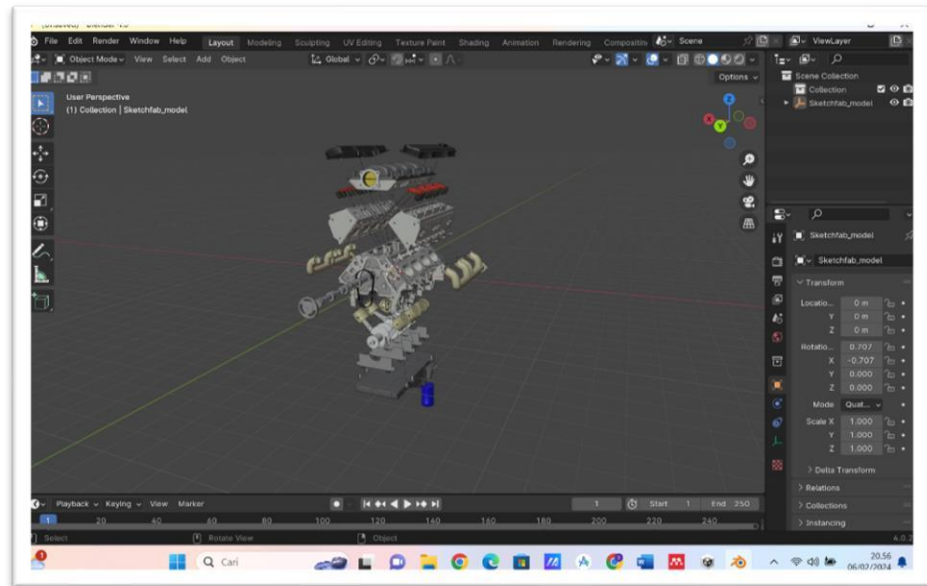 File Edit Render Window Help Layout Modeling Sculpting UV Editing Texture Paint Shading Animation Rendering Scene ViewLayer
Object Mode View Select Add Object Global
Options
User Perspective
(1) Collection | Sketchfab_model
Z
X
Y
Scene Collection
Collection
Sketchfab_model
Sketchfab_model
Sketchfab_model
Transform
Locatio... 0 m
Y 0 m
Z 0 m
Rotatio... 0.707
X -0.707
Y 0.000
Z 0.000
Mode Quat...
Scale X 1.000
Y 1.000
Z 1.000
Delta Transform
Relations
Collections
Instancing
Playback Keying View Marker 1 Start 1 End 250
1 20 40 60 80 100 120 140 160 180 200 220 240
Select Rotate View Object 4.0.2
Cari
20.56
06/02/2024